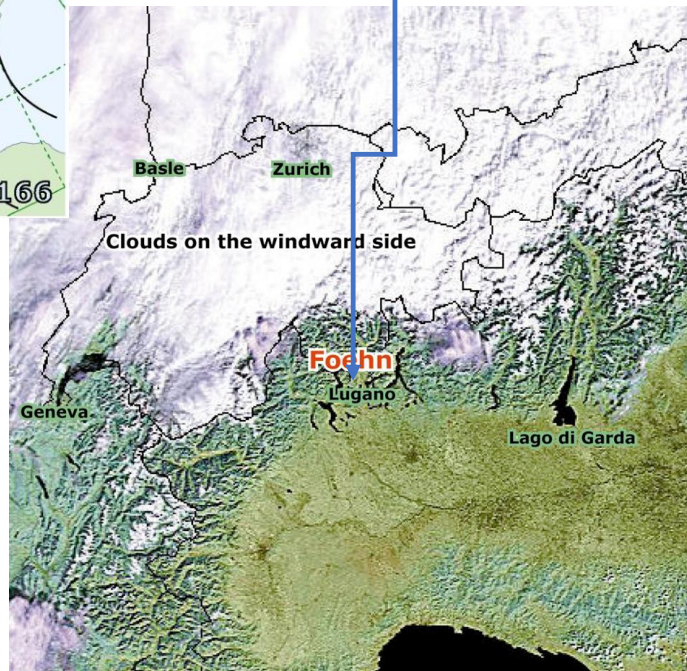 166
Basle
Zurich
Clouds on the windward side
Foehn
Lugano
Geneva
Lago di Garda